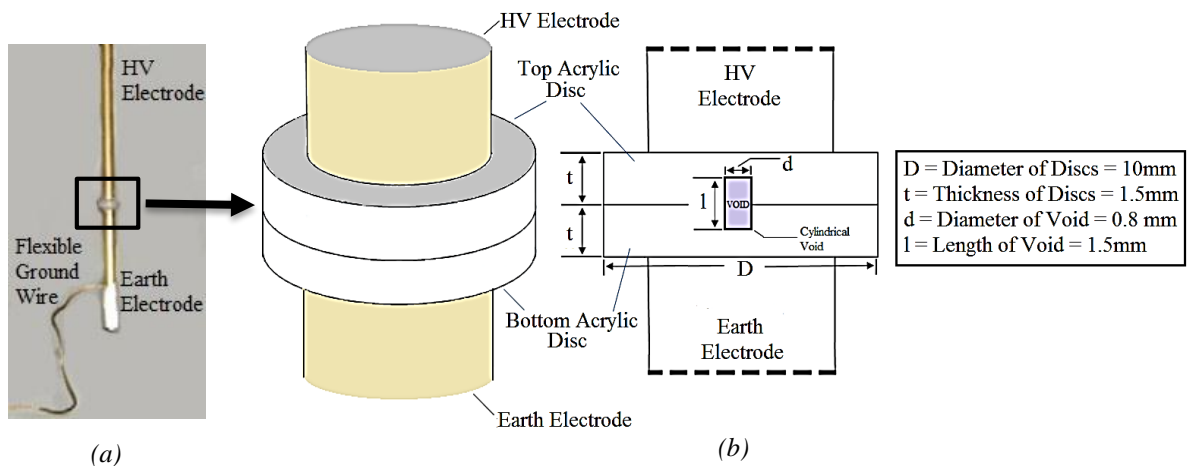 HV
Electrode
Flexible
Ground
Wire
Earth
Electrode
(a)
HV Electrode
Top Acrylic
Disc
Bottom Acrylic
Disc
Earth Electrode
HV
Electrode
d
t
l
VOID
t
Cylindrical
Void
D
Earth
Electrode
(b)
D = Diameter of Discs = 10mm
t = Thickness of Discs = 1.5mm
d = Diameter of Void = 0.8 mm
l = Length of Void = 1.5mm